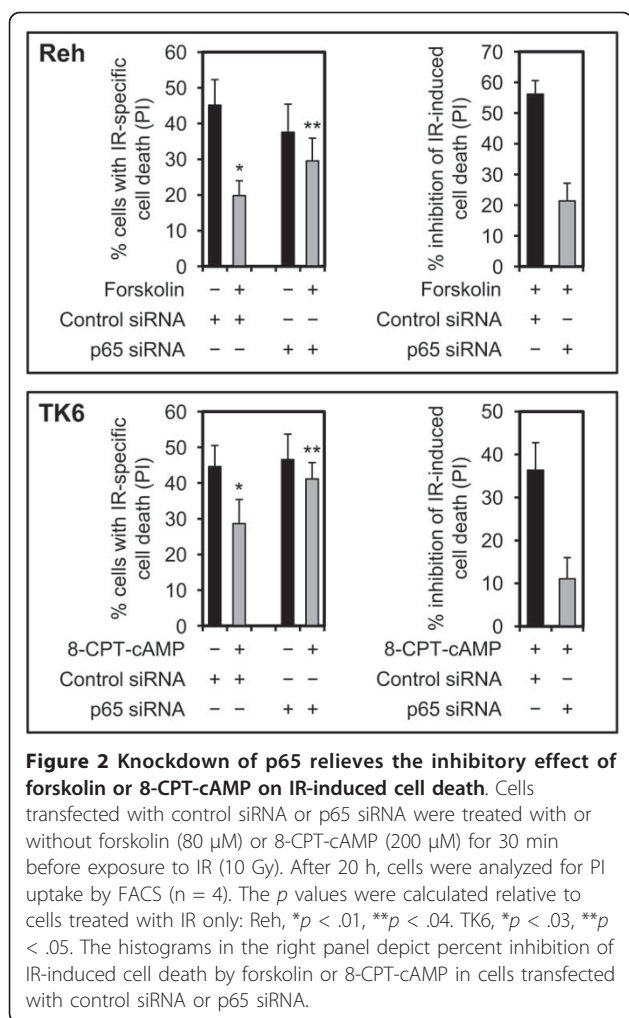 Reh
% cells with IR-specific
cell death (PI)
60
50
40
30
20
10
0
*
**
Forskolin – + – +
Control siRNA + + – –
p65 siRNA – – + +
% inhibition of IR-induced
cell death (PI)
70
60
50
40
30
20
10
0
Forskolin + +
Control siRNA + –
p65 siRNA – +
TK6
% cells with IR-specific
cell death (PI)
60
50
40
30
20
10
0
*
**
8-CPT-cAMP – + – +
Control siRNA + + – –
p65 siRNA – – + +
% inhibition of IR-induced
cell death (PI)
50
40
30
20
10
0
8-CPT-cAMP + +
Control siRNA + –
p65 siRNA – +
Figure 2 Knockdown of p65 relieves the inhibitory effect of
forskolin or 8-CPT-cAMP on IR-induced cell death. Cells
transfected with control siRNA or p65 siRNA were treated with or
without forskolin (80 μM) or 8-CPT-cAMP (200 μM) for 30 min
before exposure to IR (10 Gy). After 20 h, cells were analyzed for PI
uptake by FACS (n = 4). The p values were calculated relative to
cells treated with IR only: Reh, *p < .01, **p < .04. TK6, *p < .03, **p
< .05. The histograms in the right panel depict percent inhibition of
IR-induced cell death by forskolin or 8-CPT-cAMP in cells transfected
with control siRNA or p65 siRNA.